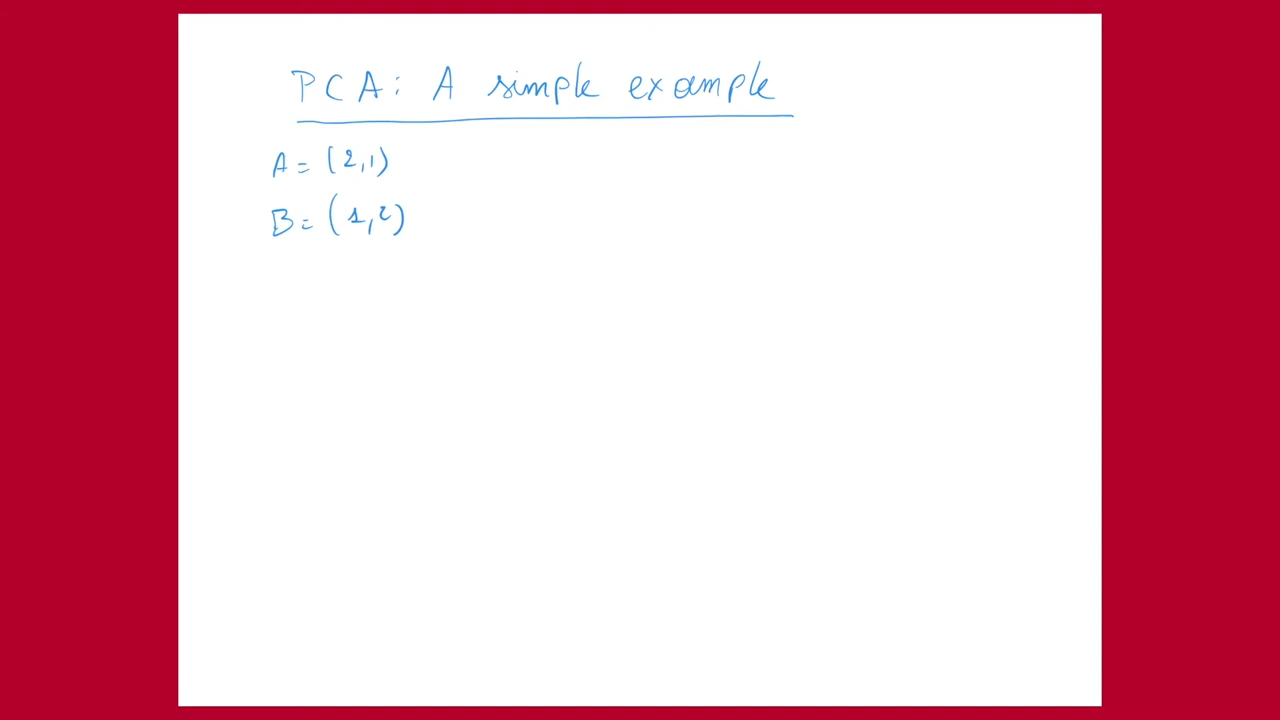 PCA: A simple example
A = (2,1)
B = (1,2)